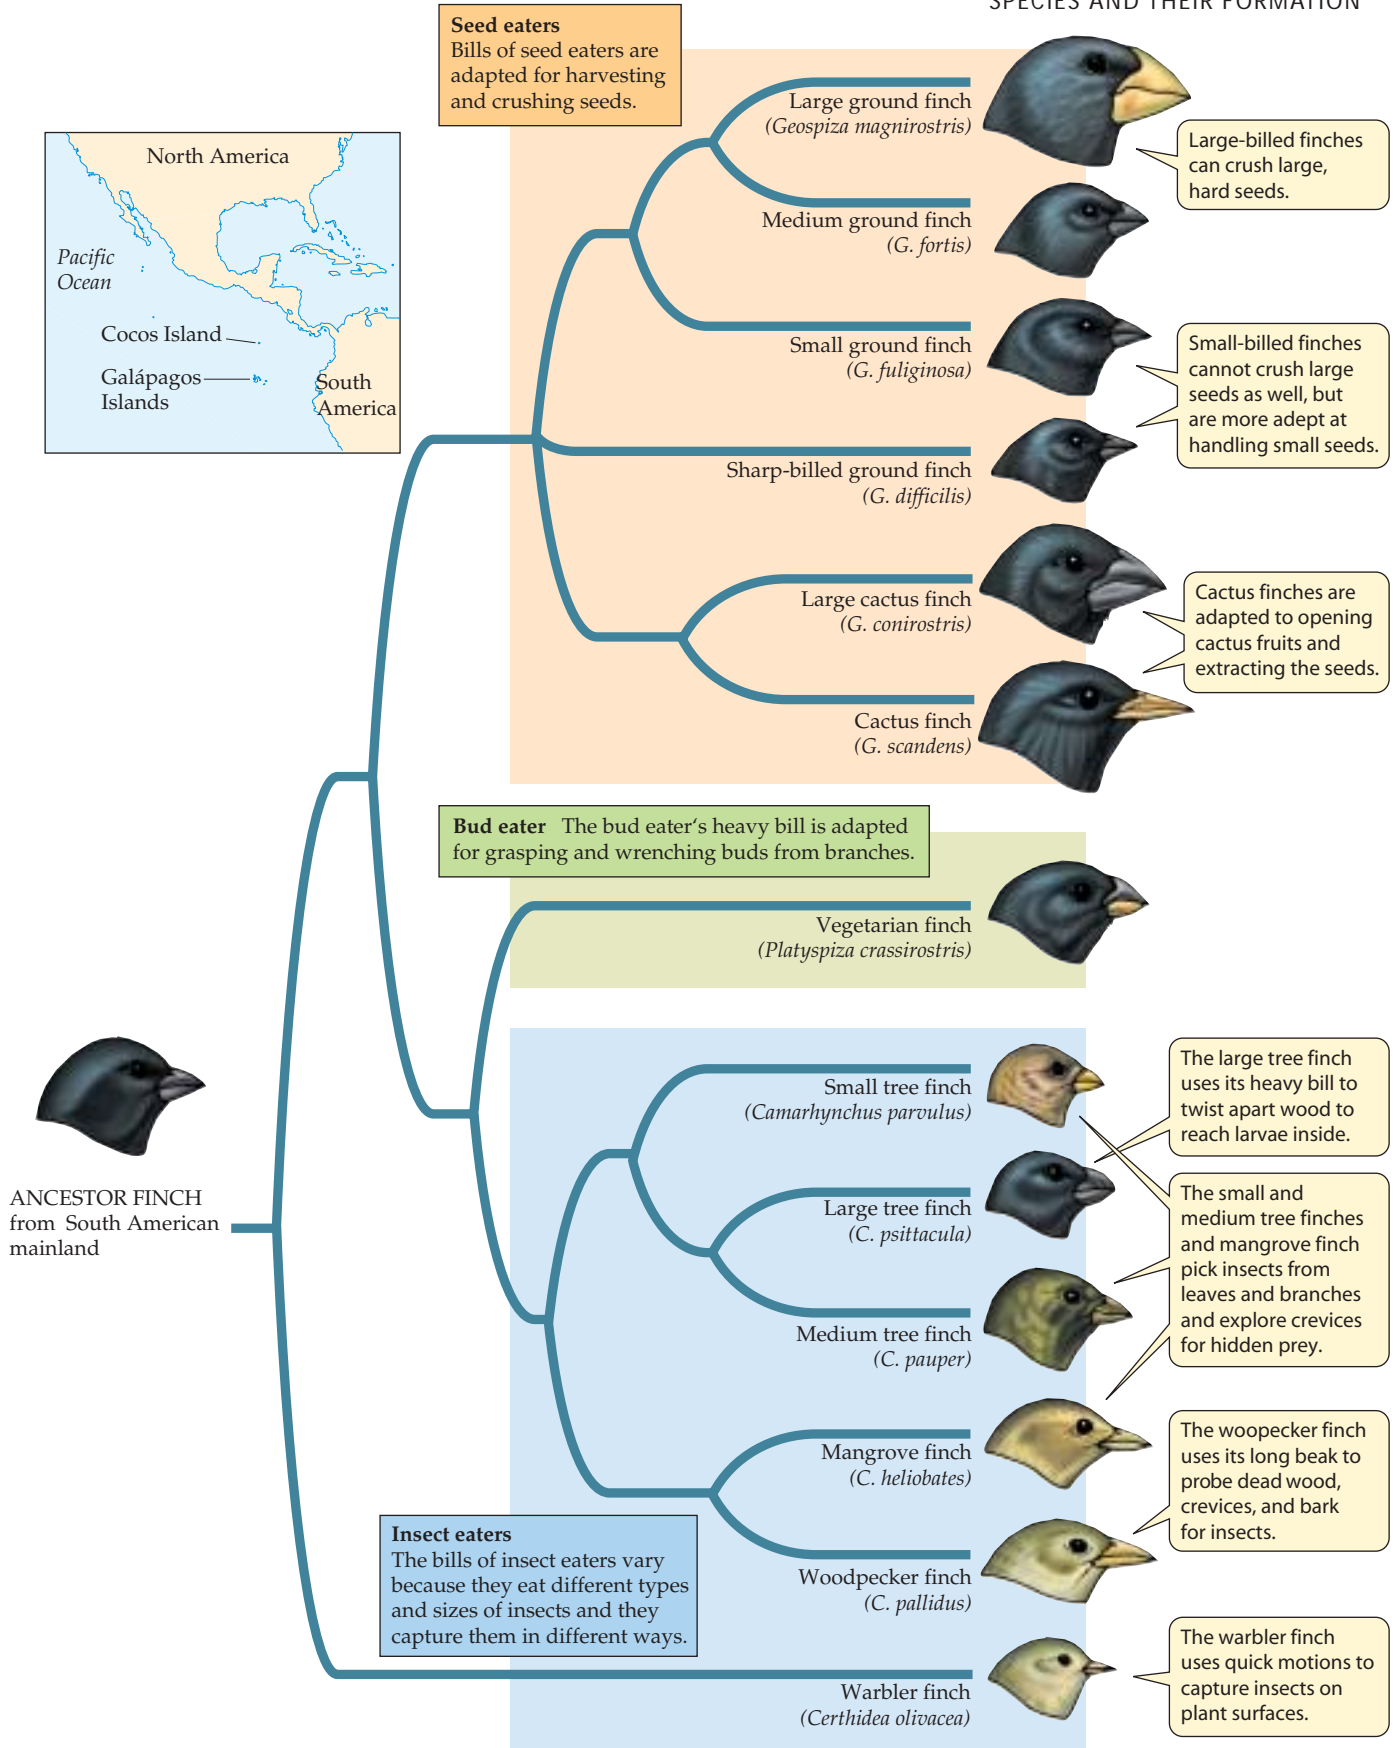 SPECIES AND THEIR FORMATION
Seed eaters
Bills of seed eaters are
adapted for harvesting
and crushing seeds.
North America
Pacific
Ocean
Cocos Island
Galápagos
Islands
South
America
Large ground finch
(Geospiza magnirostris)
Large-billed finches
can crush large,
hard seeds.
Medium ground finch
(G. fortis)
Small ground finch
(G. fuliginosa)
Small-billed finches
cannot crush large
seeds as well, but
are more adept at
handling small seeds.
Sharp-billed ground finch
(G. difficilis)
Large cactus finch
(G. conirostris)
Cactus finches are
adapted to opening
cactus fruits and
extracting the seeds.
Cactus finch
(G. scandens)
Bud eater The bud eater‘s heavy bill is adapted
for grasping and wrenching buds from branches.
Vegetarian finch
(Platyspiza crassirostris)
ANCESTOR FINCH
from South American
mainland
Small tree finch
(Camarhynchus parvulus)
The large tree finch
uses its heavy bill to
twist apart wood to
reach larvae inside.
Large tree finch
(C. psittacula)
The small and
medium tree finches
and mangrove finch
pick insects from
leaves and branches
and explore crevices
for hidden prey.
Medium tree finch
(C. pauper)
Mangrove finch
(C. heliobates)
The woopecker finch
uses its long beak to
probe dead wood,
crevices, and bark
for insects.
Insect eaters
The bills of insect eaters vary
because they eat different types
and sizes of insects and they
capture them in different ways.
Woodpecker finch
(C. pallidus)
The warbler finch
uses quick motions to
capture insects on
plant surfaces.
Warbler finch
(Certhidea olivacea)